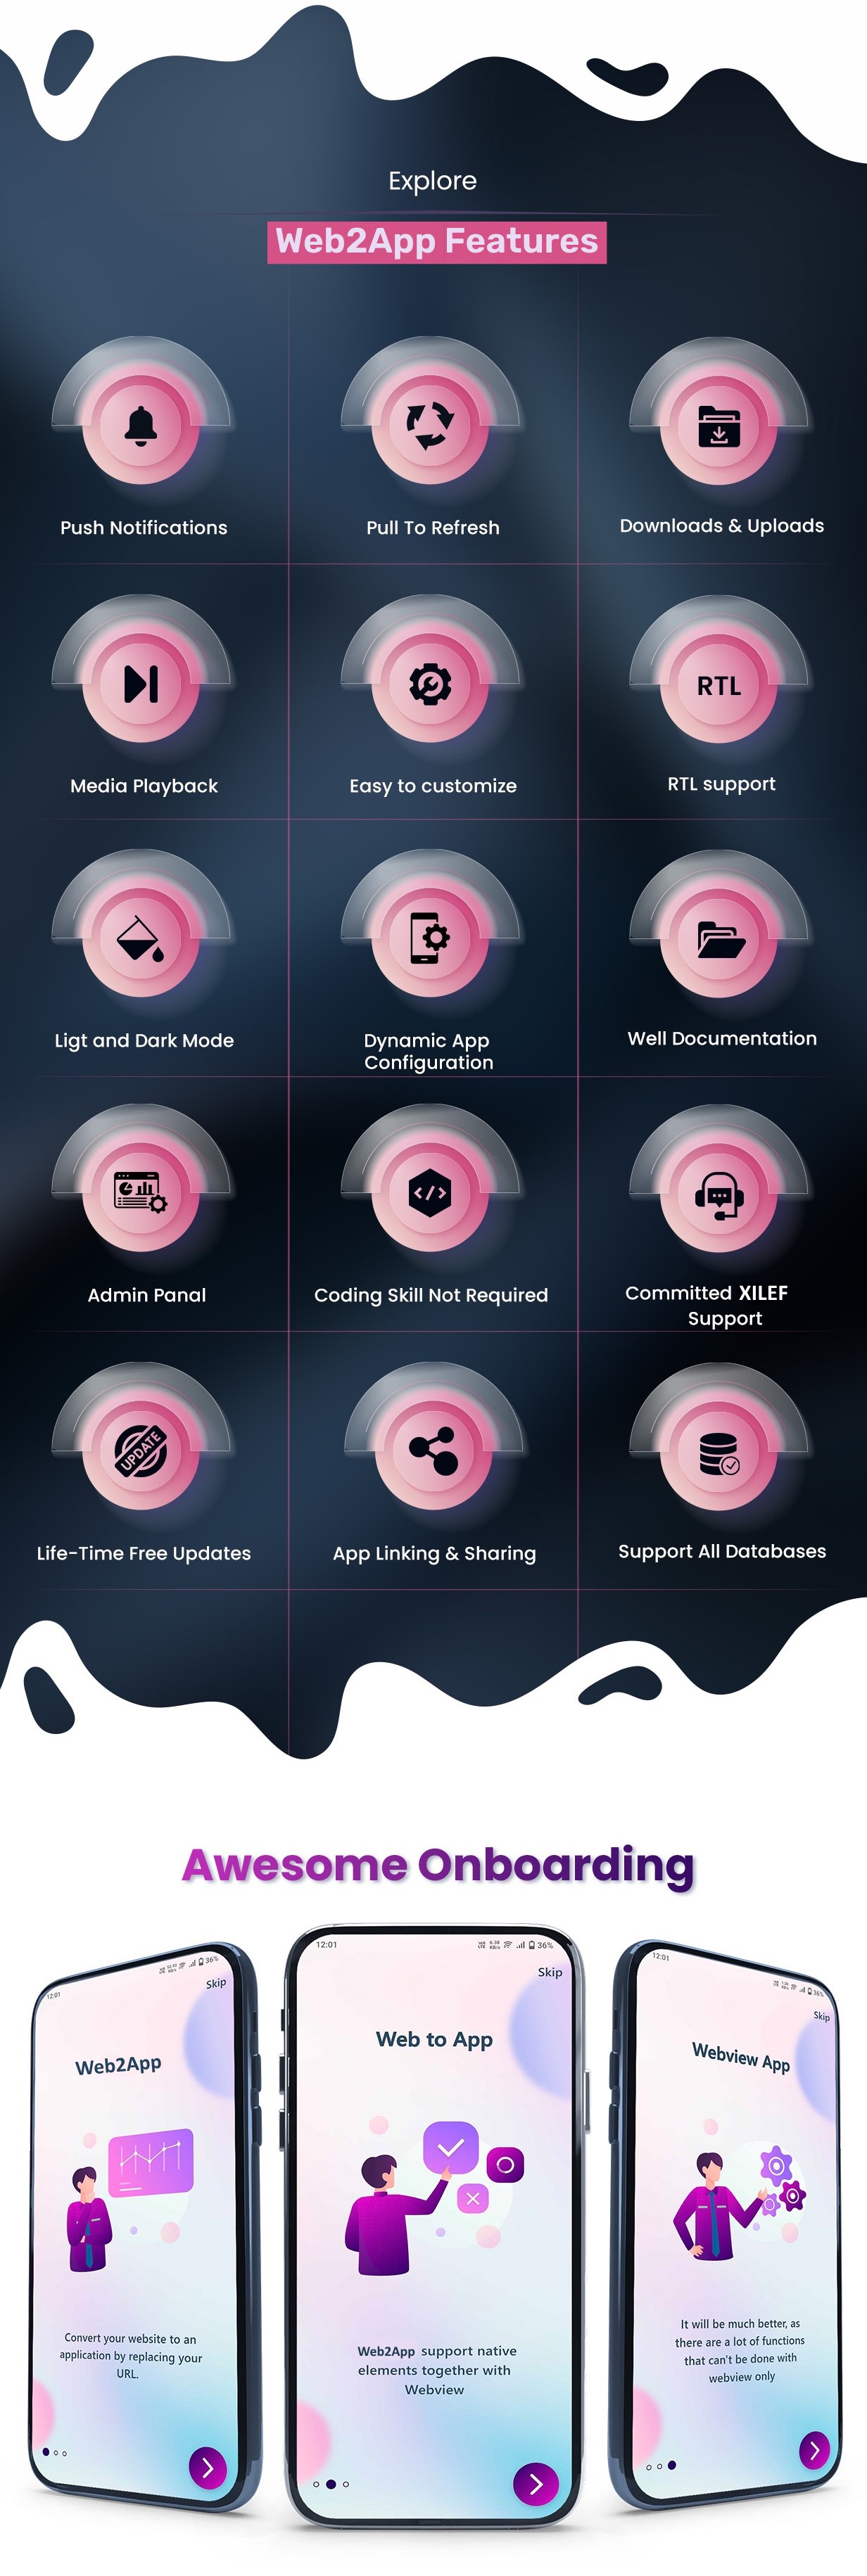 Explore
Web2App Features
Push Notifications
Pull To Refresh
Downloads & Uploads
RTL
Media Playback
Easy to customize
RTL support
Ligt and Dark Mode
Dynamic App
Configuration
Well Documentation
Admin Panal
Coding Skill Not Required
Committed XILEF
Support
UPDATE
Life-Time Free Updates
App Linking & Sharing
Support All Databases
Awesome Onboarding
12:01
36%
Skip
Web2App
Convert your website to an
application by replacing your
URL.
12:01
36%
Skip
Web to App
Web2App support native
elements together with
Webview
12:01
36%
Skip
Webview App
It will be much better, as
there are a lot of functions
that can't be done with
webview only